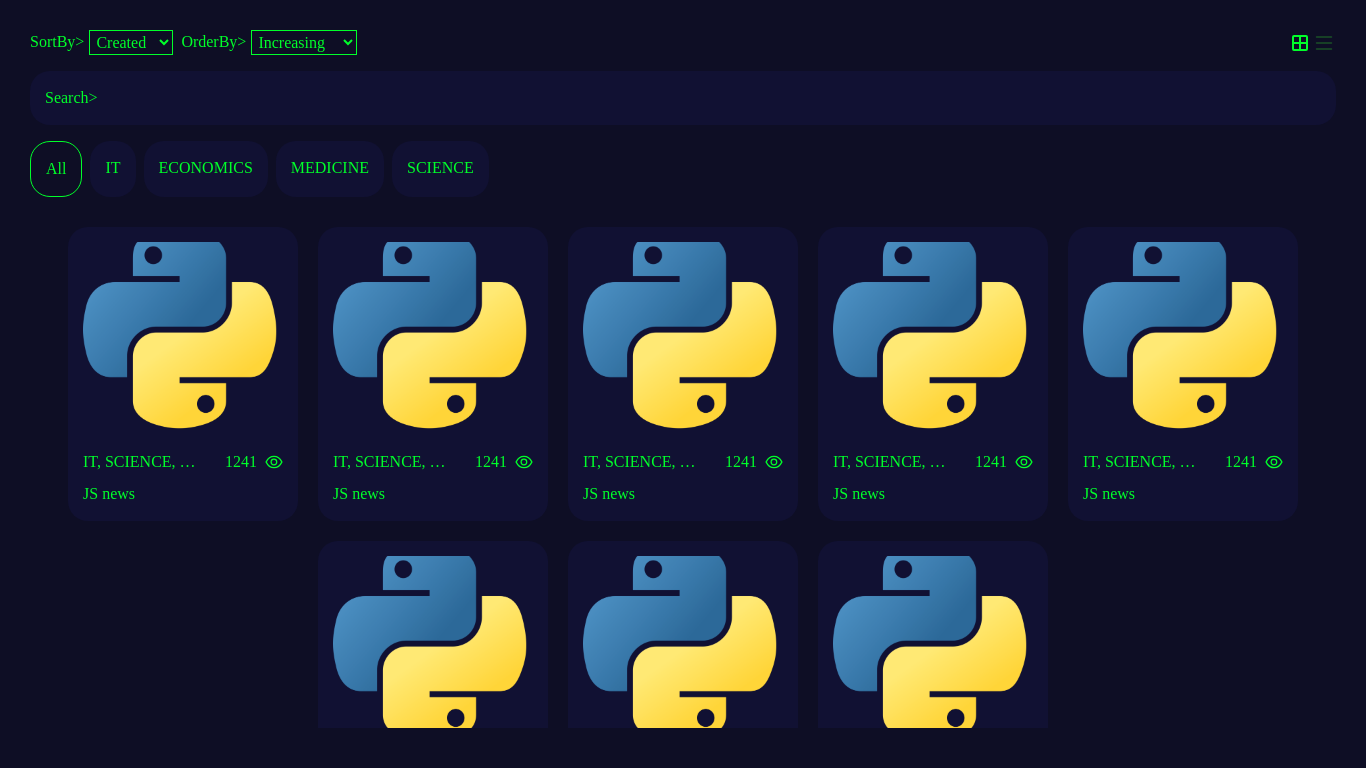 SortBy> Created OrderBy> Increasing
Search>
All IT ECONOMICS MEDICINE SCIENCE
IT, SCIENCE, … 1241 IT, SCIENCE, … 1241 IT, SCIENCE, … 1241 IT, SCIENCE, … 1241 IT, SCIENCE, … 1241
JS news JS news JS news JS news JS news